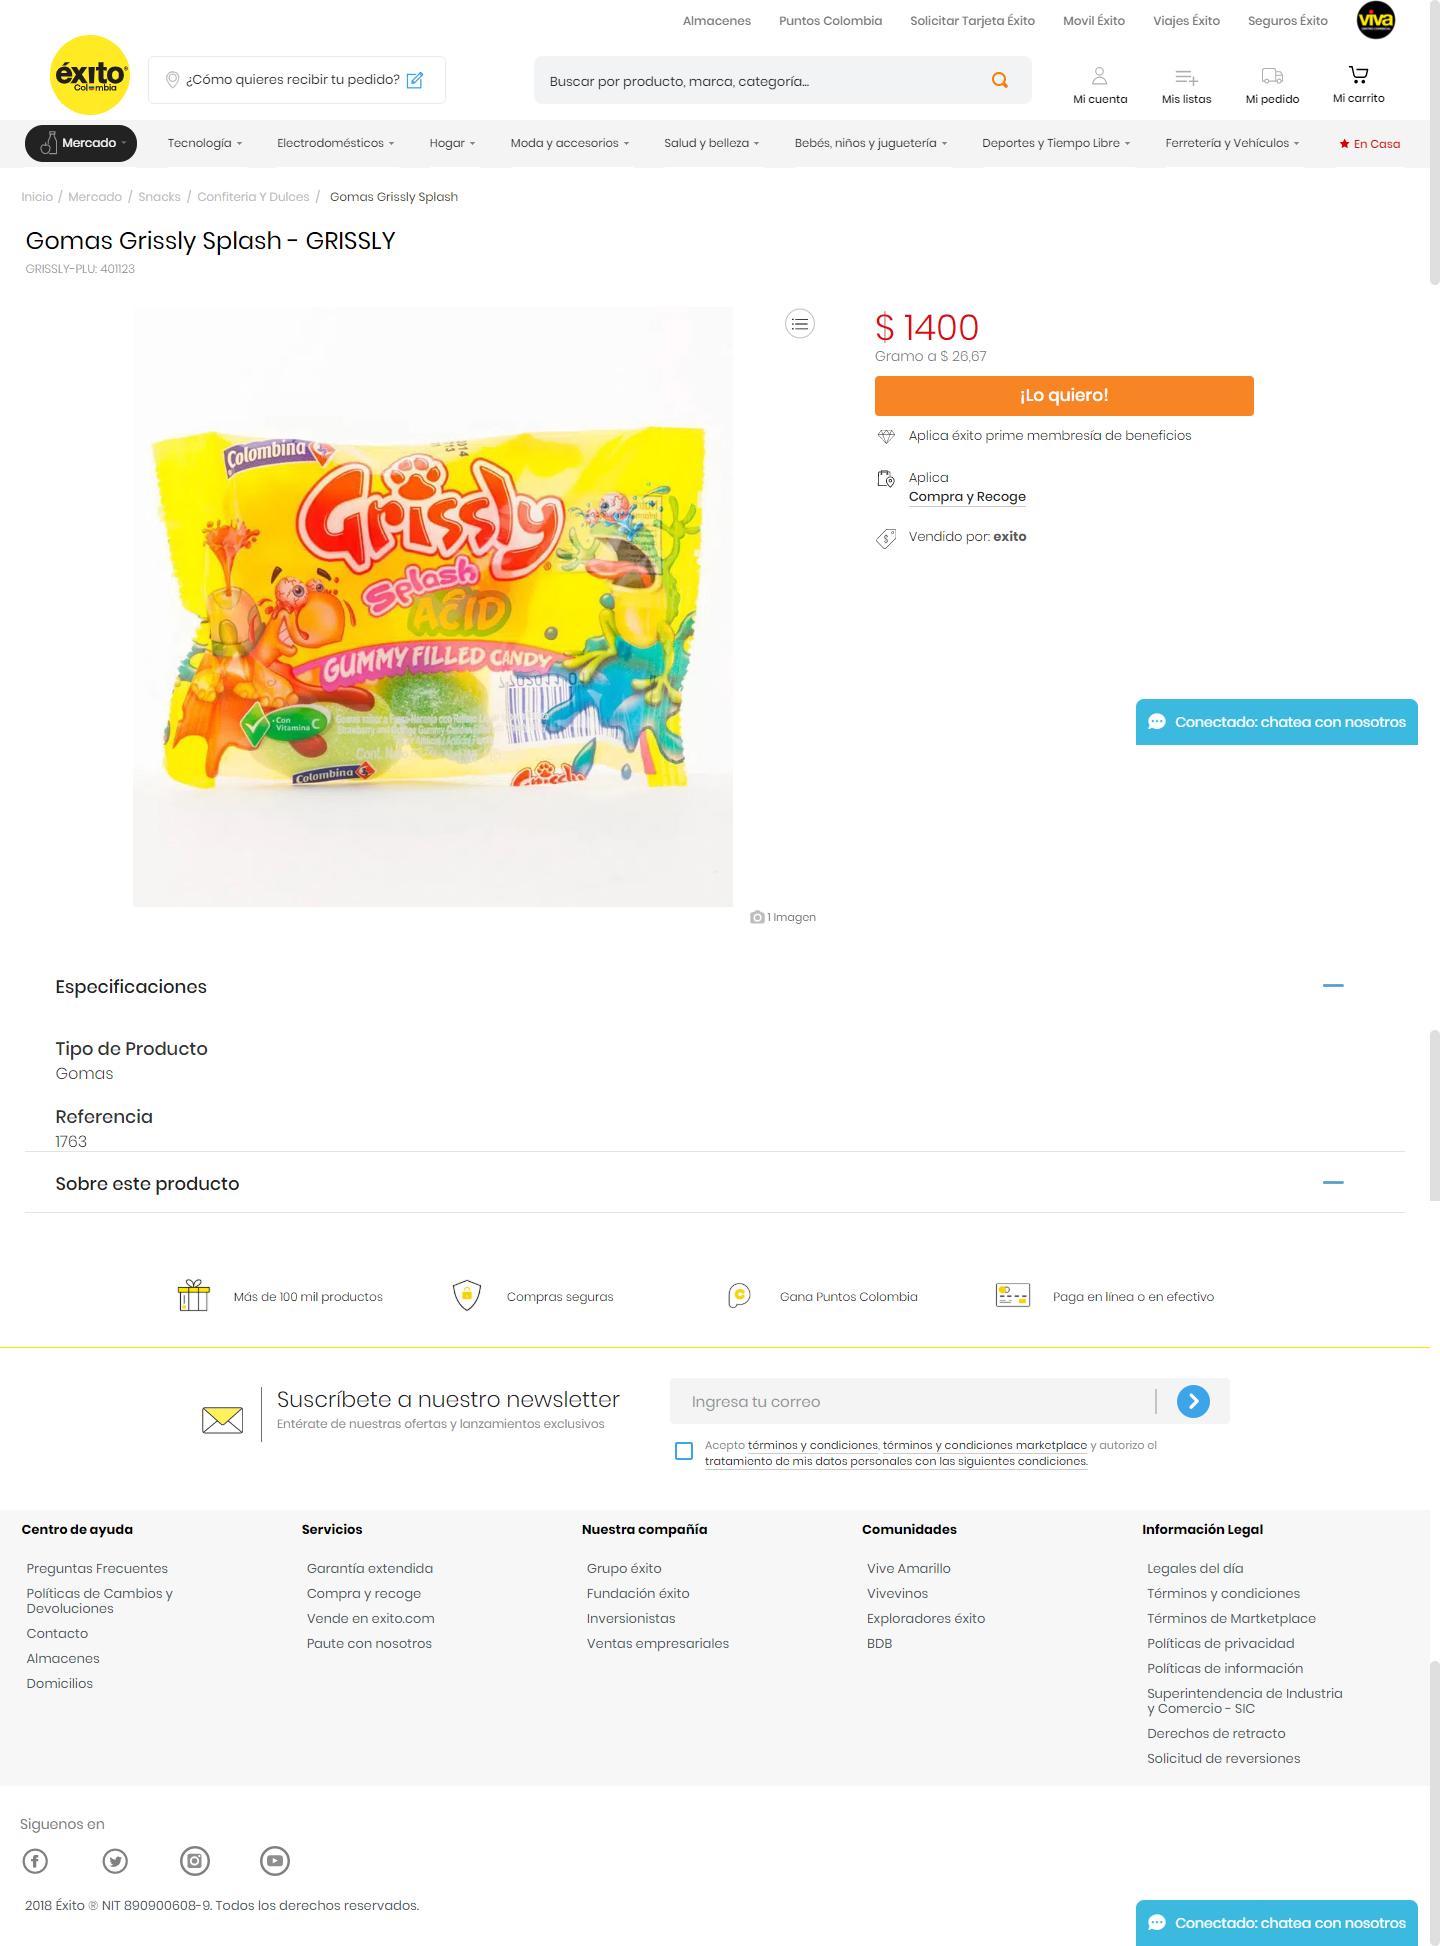 Almacenes Puntos Colombia Solicitar Tarjeta Éxito Movil Éxito Viajes Éxito Seguros Éxito viva
éxito
Colombia
¿Cómo quieres recibir tu pedido?
Buscar por producto, marca, categoría...
Mi cuenta Mis listas Mi pedido Mi carrito
Mercado Tecnología Electrodomésticos Hogar Moda y accesorios Salud y belleza Bebés, niños y juguetería Deportes y Tiempo Libre Ferretería y Vehículos En Casa
Inicio / Mercado / Snacks / Confiteria Y Dulces / Gomas Grissly Splash
Gomas Grissly Splash - GRISSLY
GRISSLY-PLU: 401123
Colombina
Grissly
Splash
ACID
GUMMY FILLED CANDY
Con
Vitamina C
Colombina
Grissly
$ 1400
Gramo a $ 26,67
¡Lo quiero!
Aplica éxito prime membresía de beneficios
Aplica
Compra y Recoge
Vendido por: exito
Conectado: chatea con nosotros
1 Imagen
Especificaciones
Tipo de Producto
Gomas
Referencia
1763
Sobre este producto
Más de 100 mil productos Compras seguras Gana Puntos Colombia Paga en línea o en efectivo
Suscríbete a nuestro newsletter
Entérate de nuestras ofertas y lanzamientos exclusivos
Ingresa tu correo
Acepto términos y condiciones, términos y condiciones marketplace y autorizo el
tratamiento de mis datos personales con las siguientes condiciones.
Centro de ayuda
Preguntas Frecuentes
Políticas de Cambios y
Devoluciones
Contacto
Almacenes
Domicilios
Servicios
Garantía extendida
Compra y recoge
Vende en exito.com
Paute con nosotros
Nuestra compañía
Grupo éxito
Fundación éxito
Inversionistas
Ventas empresariales
Comunidades
Vive Amarillo
Vivevinos
Exploradores éxito
BDB
Información Legal
Legales del día
Términos y condiciones
Términos de Martketplace
Políticas de privacidad
Políticas de información
Superintendencia de Industria
y Comercio - SIC
Derechos de retracto
Solicitud de reversiones
Siguenos en
2018 Éxito ® NIT 890900608-9. Todos los derechos reservados.
Conectado: chatea con nosotros